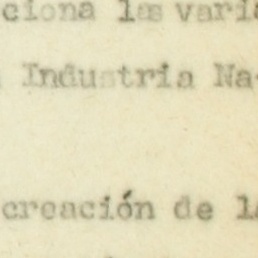 ciona las varia
Industria Na-
creación de la